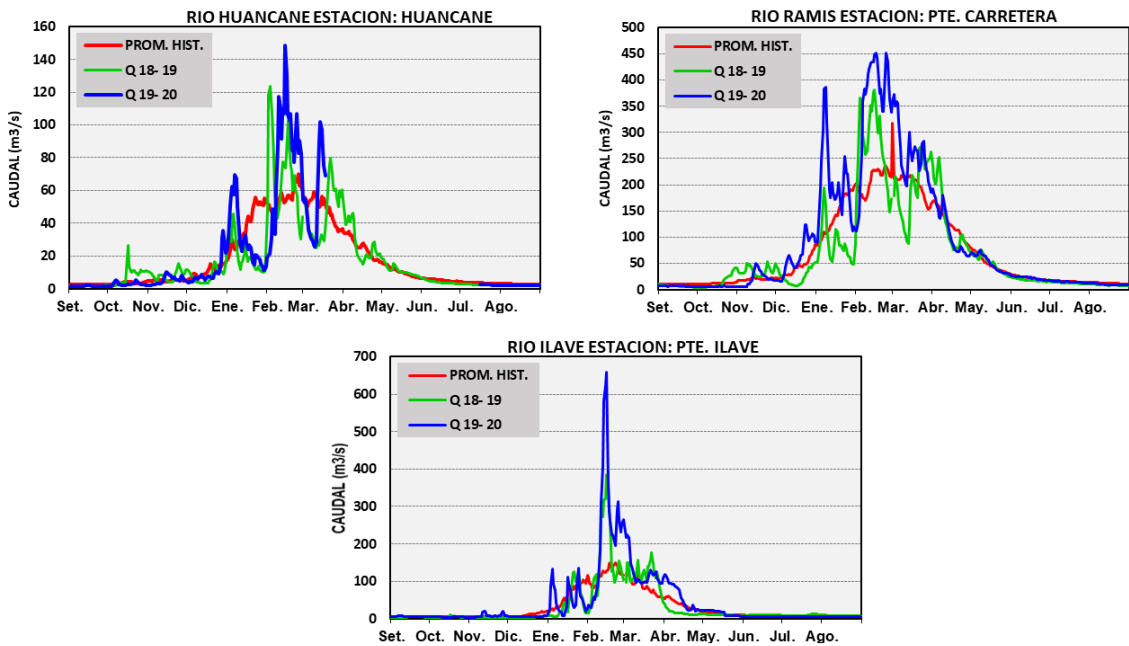 RIO HUANCANE ESTACION: HUANCANE
160
140
120
100
80
60
40
20
0
CAUDAL (m3/s)
PROM. HIST.
Q 18- 19
Q 19- 20
Set. Oct. Nov. Dic. Ene. Feb. Mar. Abr. May. Jun. Jul. Ago.
RIO RAMIS ESTACION: PTE. CARRETERA
500
450
400
350
300
250
200
150
100
50
0
CAUDAL (m3/s)
PROM. HIST.
Q 18- 19
Q 19- 20
Set. Oct. Nov. Dic. Ene. Feb. Mar. Abr. May. Jun. Jul. Ago.
RIO ILAVE ESTACION: PTE. ILAVE
700
600
500
400
300
200
100
0
CAUDAL (m3/s)
PROM. HIST.
Q 18- 19
Q 19- 20
Set. Oct. Nov. Dic. Ene. Feb. Mar. Abr. May. Jun. Jul. Ago.